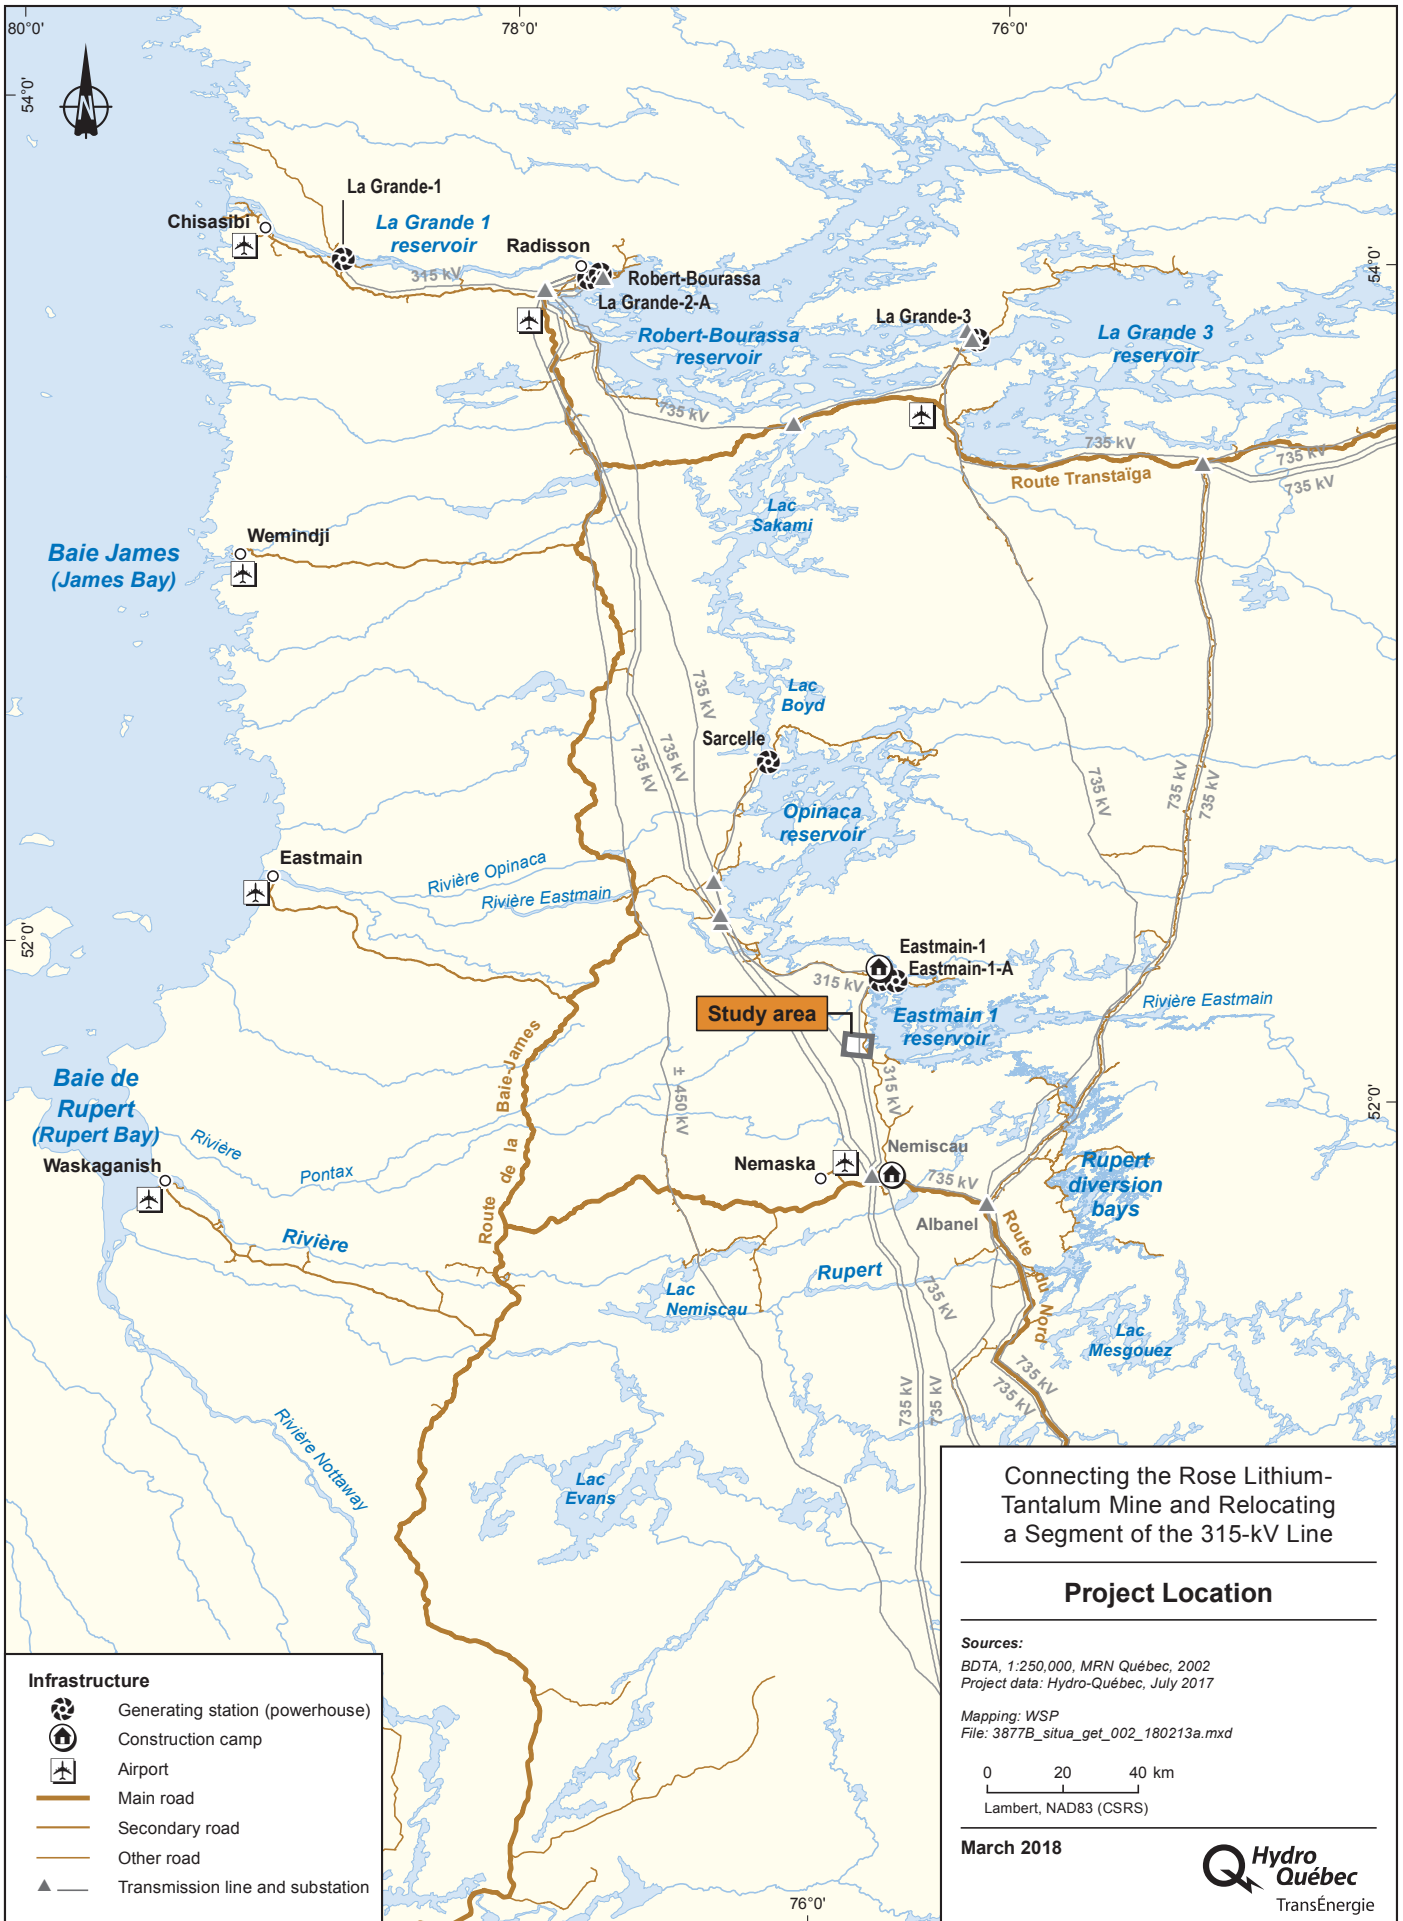 80°0'
78°0'
76°0'
54°0'
54°0'
La Grande-1
Chisasibi
La Grande 1
reservoir
Radisson
315 kV
Robert-Bourassa
La Grande-2-A
Robert-Bourassa
reservoir
La Grande-3
La Grande 3
reservoir
735 kV
735 kV
735 kV
735 kV
Route Transtaïga
Lac
Sakami
Wemindji
Baie James
(James Bay)
735 kV
Lac
Boyd
Sarcelle
735 kV
735 kV
735 kV
735 kV
735 kV
Opinaca
reservoir
Eastmain
Rivière Opinaca
Rivière Eastmain
52°0'
Eastmain-1
Eastmain-1-A
315 kV
Study area
Eastmain 1
reservoir
Rivière Eastmain
Baie de
Rupert
(Rupert Bay)
Route de la Baie-James
± 450 kV
315 kV
52°0'
Rivière
Pontax
Waskaganish
Nemaska
Nemiscau
735 kV
Rupert
diversion
bays
Albanel
Route du Nord
Rivière
Rupert
Lac
Nemiscau
735 kV
Lac
Mesgouez
735 kV
735 kV
735 kV
735 kV
Rivière Nottaway
Lac
Evans
Connecting the Rose Lithium-
Tantalum Mine and Relocating
a Segment of the 315-kV Line
Project Location
Sources:
BDTA, 1:250,000, MRN Québec, 2002
Project data: Hydro-Québec, July 2017
Mapping: WSP
File: 3877B_situa_get_002_180213a.mxd
0 20 40 km
Lambert, NAD83 (CSRS)
March 2018
Hydro
Québec
TransÉnergie
Infrastructure
Generating station (powerhouse)
Construction camp
Airport
Main road
Secondary road
Other road
Transmission line and substation
76°0'
N